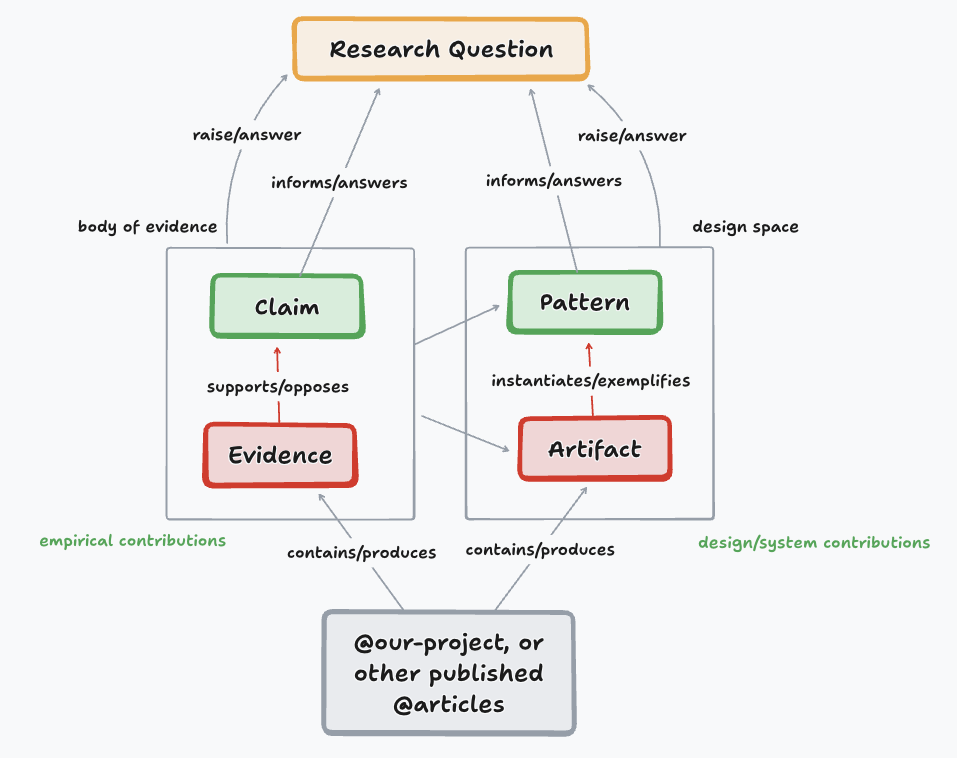 Research Question
raise/answer
raise/answer
informs/answers
informs/answers
body of evidence
design space
Claim
Pattern
supports/opposes
instantiates/exemplifies
Evidence
Artifact
empirical contributions
design/system contributions
contains/produces
contains/produces
@our-project, or
other published
@articles